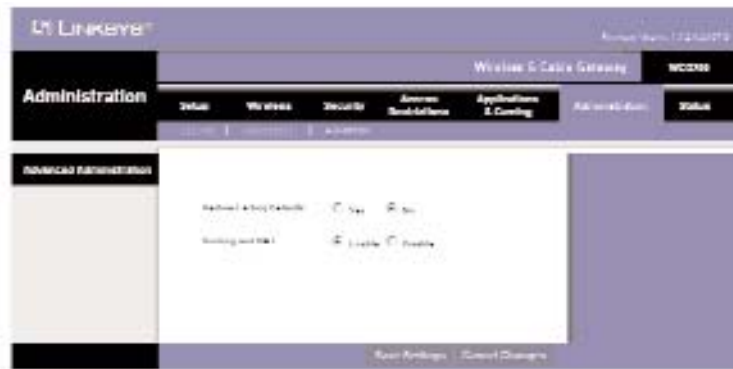 LINKSYS®
Wireless & Cable Gateway
WCG200
Administration
Setup
Wireless
Security
Access Restrictions
Applications & Gaming
Administration
Status
Advanced Administration
Restore Factory Defaults
Yes
No
Enable
Disable
Save Settings
Cancel Changes